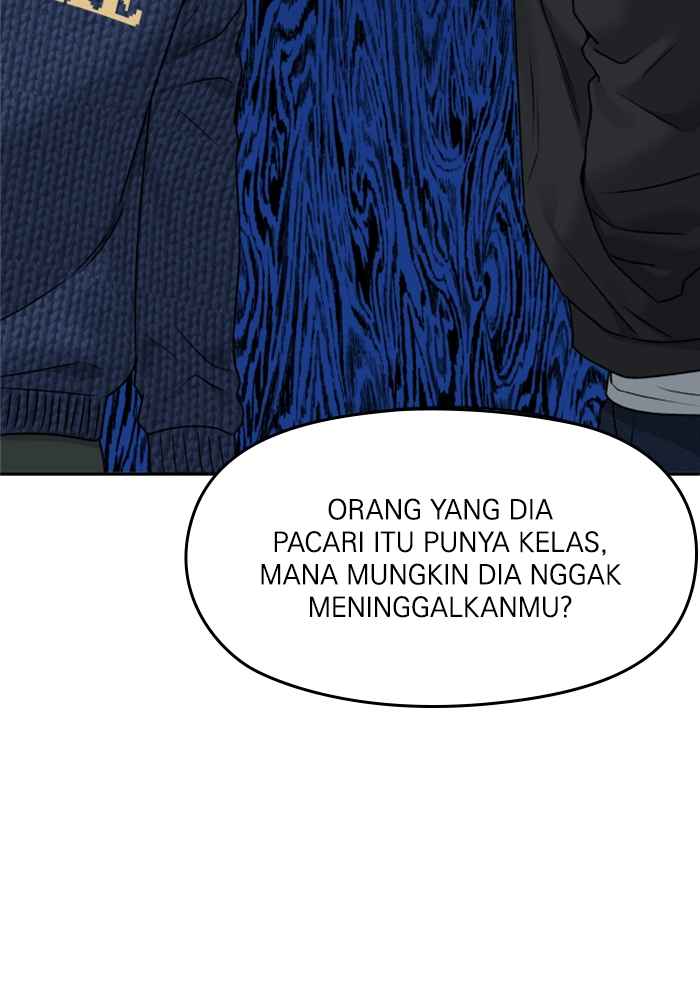 ORANG YANG DIA
PACARI ITU PUNYA KELAS,
MANA MUNGKIN DIA NGGAK
MENINGGALKANMU?